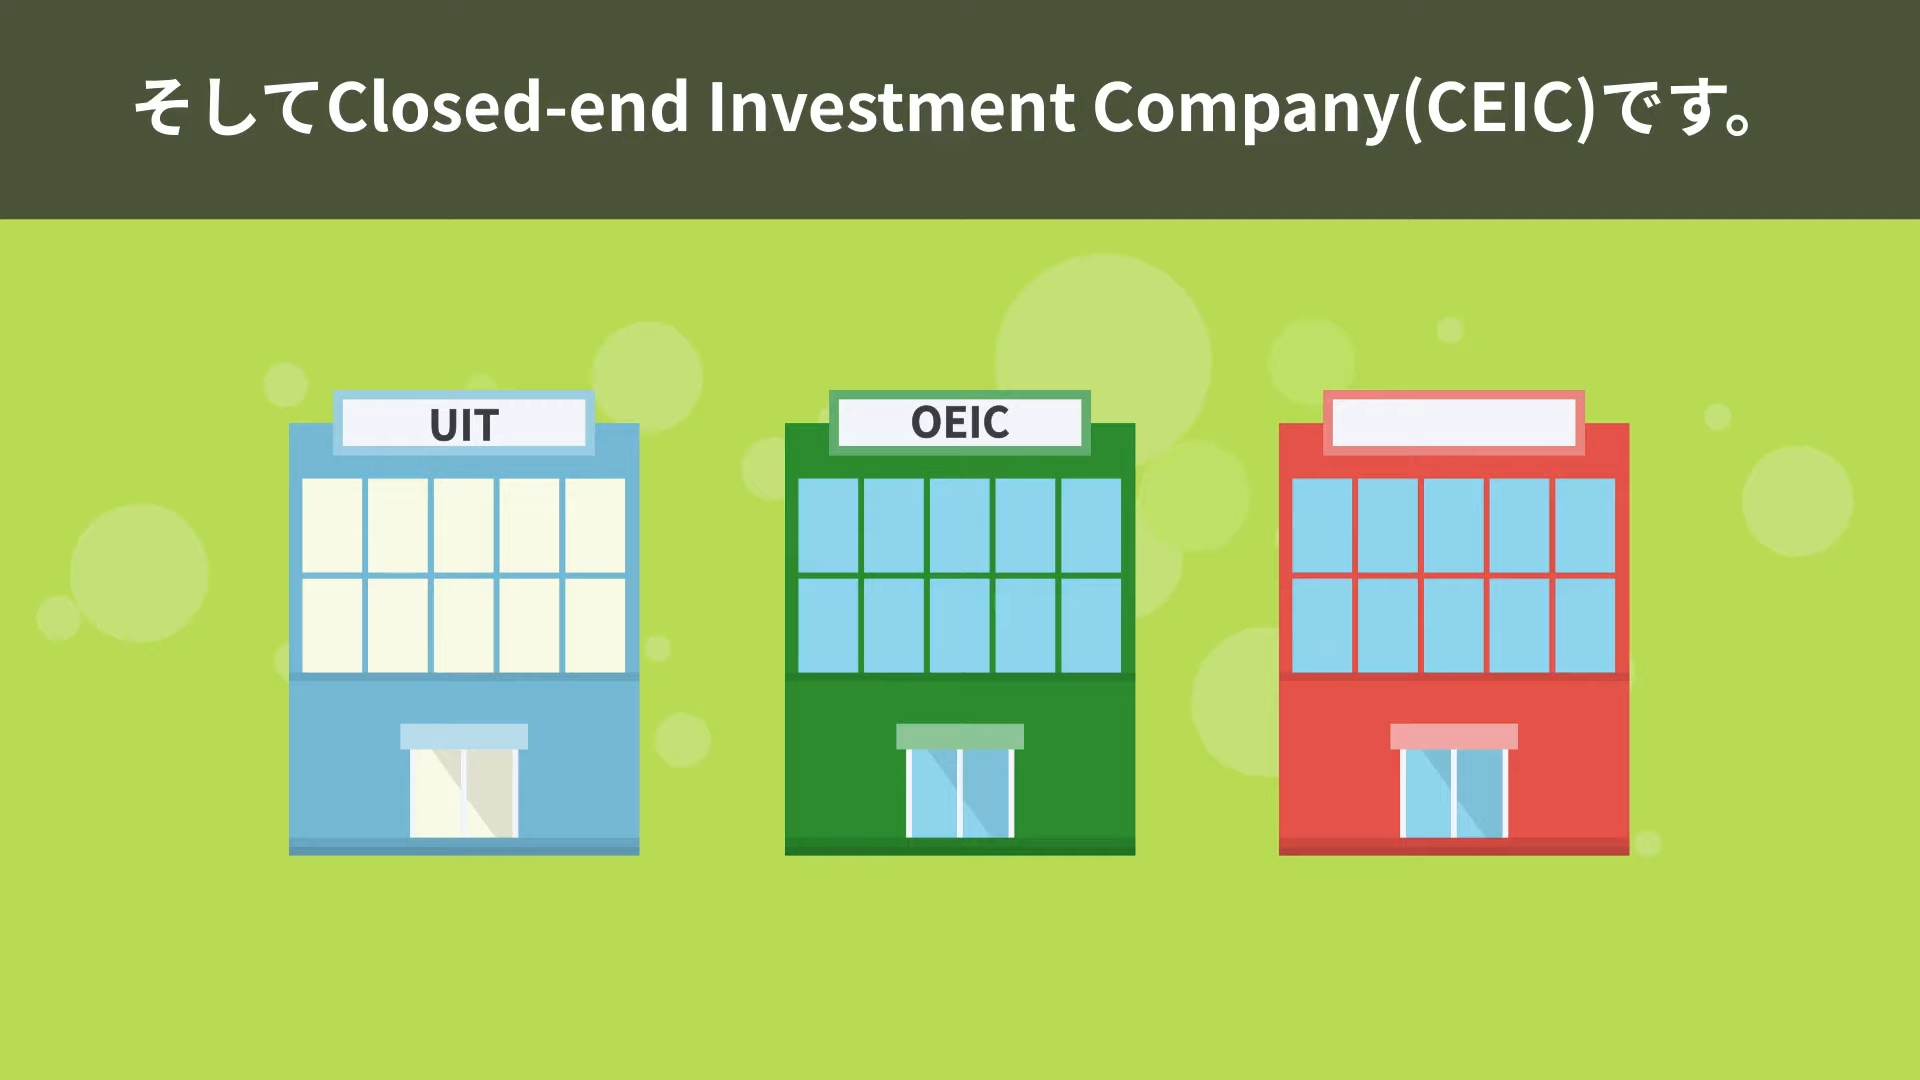 そしてClosed-end Investment Company(CEIC)です。
UIT
OEIC